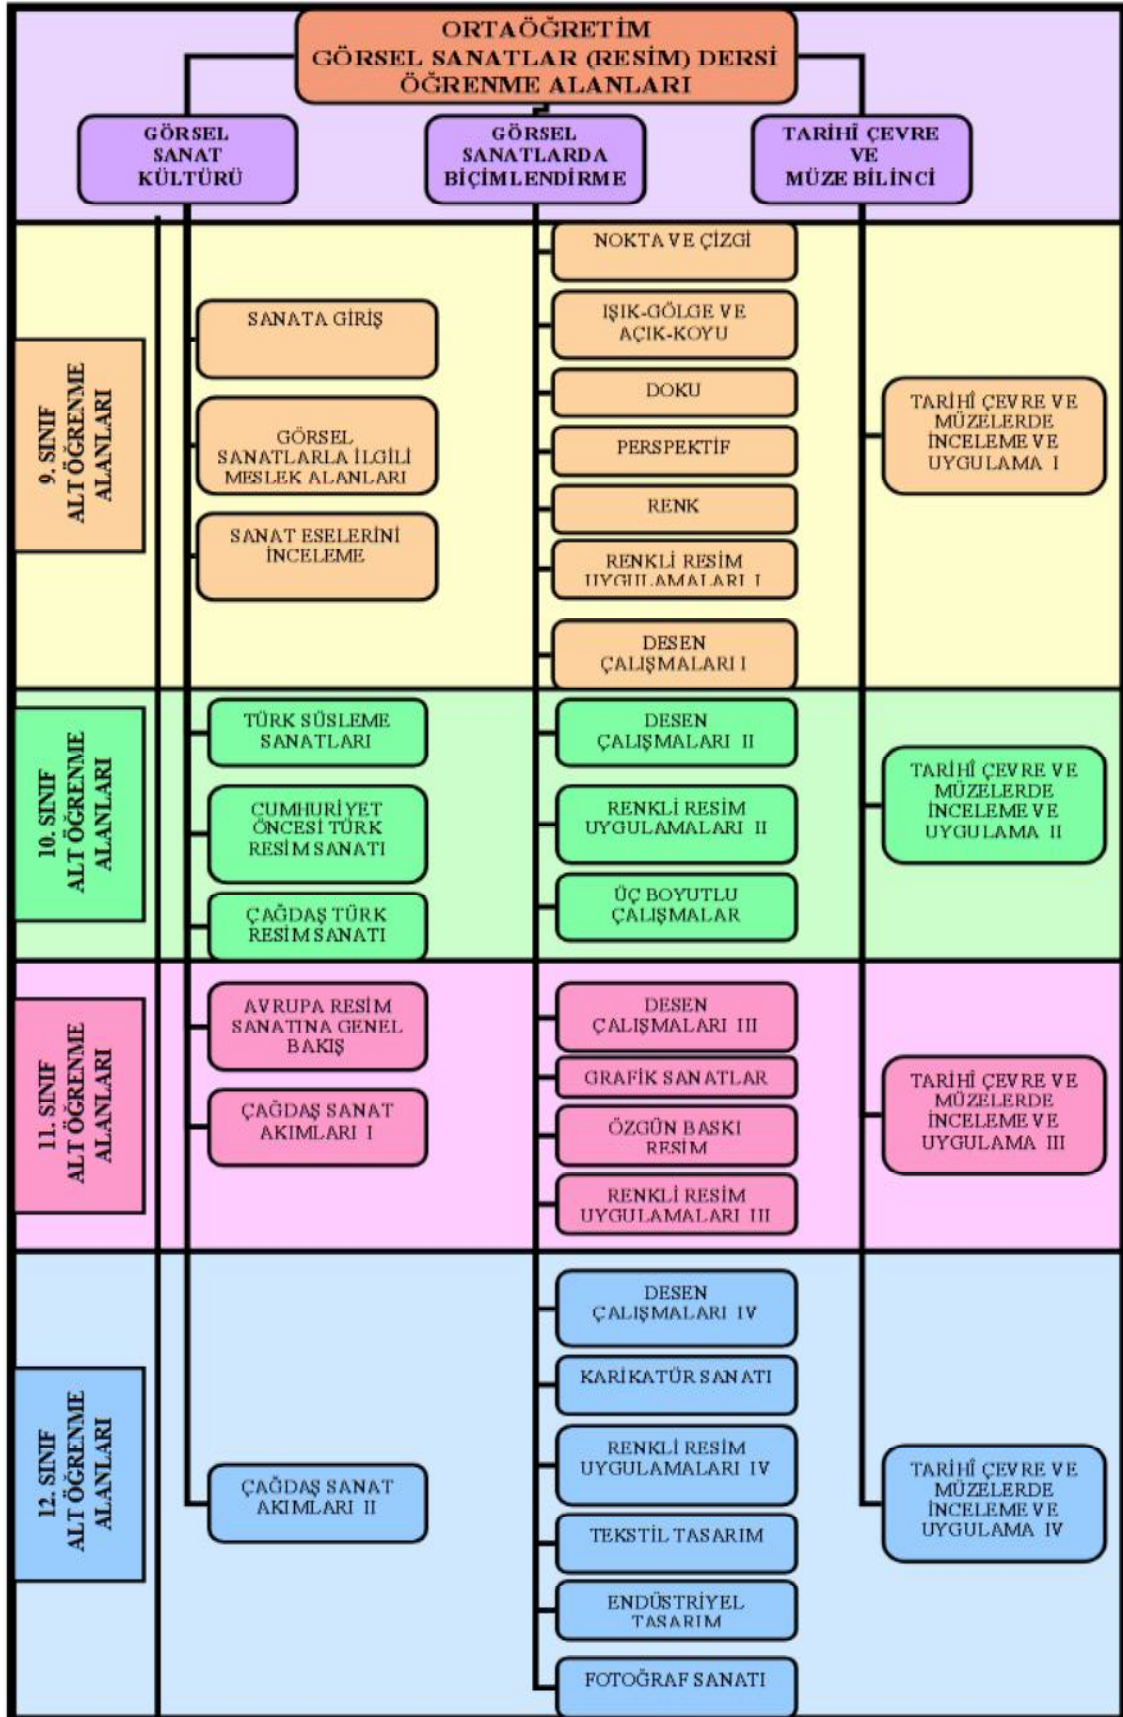 ORTAÖĞRETİM
GÖRSEL SANATLAR (RESİM) DERSİ
ÖĞRENME ALANLARI
GÖRSEL
SANAT
KÜLTÜRÜ
GÖRSEL
SANATLARDA
BİÇİMLENDİRME
TARİHÎ ÇEVRE
VE
MÜZE BİLİNCİ
9. SINIF
ALT ÖĞRENME
ALANLARI
SANATA GİRİŞ
GÖRSEL
SANATLARLA İLGİLİ
MESLEK ALANLARI
SANAT ESELERİNİ
İNCELEME
NOKTA VE ÇİZGİ
IŞIK-GÖLGE VE
AÇIK-KOYU
DOKU
PERSPEKTİF
RENK
RENKLİ RESİM
UYGULAMALARI I
DESEN
ÇALIŞMALARI I
TARİHÎ ÇEVRE VE
MÜZELERDE
İNCELEME VE
UYGULAMA I
10. SINIF
ALT ÖĞRENME
ALANLARI
TÜRK SÜSLEME
SANATLARI
CUMHURİYET
ÖNCESİ TÜRK
RESİM SANATI
ÇAĞDAŞ TÜRK
RESİM SANATI
DESEN
ÇALIŞMALARI II
RENKLİ RESİM
UYGULAMALARI II
ÜÇ BOYUTLU
ÇALIŞMALAR
TARİHÎ ÇEVRE VE
MÜZELERDE
İNCELEME VE
UYGULAMA II
11. SINIF
ALT ÖĞRENME
ALANLARI
AVRUPA RESİM
SANATINA GENEL
BAKIŞ
ÇAĞDAŞ SANAT
AKIMLARI I
DESEN
ÇALIŞMALARI III
GRAFİK SANATLAR
ÖZGÜN BASKI
RESİM
RENKLİ RESİM
UYGULAMALARI III
TARİHÎ ÇEVRE VE
MÜZELERDE
İNCELEME VE
UYGULAMA III
12. SINIF
ALT ÖĞRENME
ALANLARI
ÇAĞDAŞ SANAT
AKIMLARI II
DESEN
ÇALIŞMALARI IV
KARİKATÜR SANATI
RENKLİ RESİM
UYGULAMALARI IV
TEKSTİL TASARIM
ENDÜSTRİYEL
TASARIM
FOTOĞRAF SANATI
TARİHÎ ÇEVRE VE
MÜZELERDE
İNCELEME VE
UYGULAMA IV